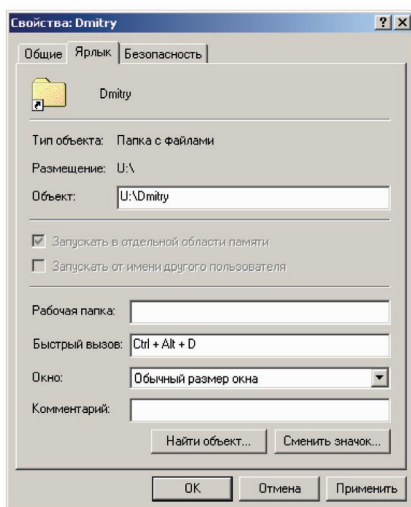 Свойства: Dmitry
Общие Ярлык Безопасность
Dmitry
Тип объекта: Папка с файлами
Размещение: U:\
Объект: U:\Dmitry
Запускать в отдельной области памяти
Запускать от имени другого пользователя
Рабочая папка:
Быстрый вызов: Ctrl + Alt + D
Окно: Обычный размер окна
Комментарий:
Найти объект... Сменить значок...
OK Отмена Применить